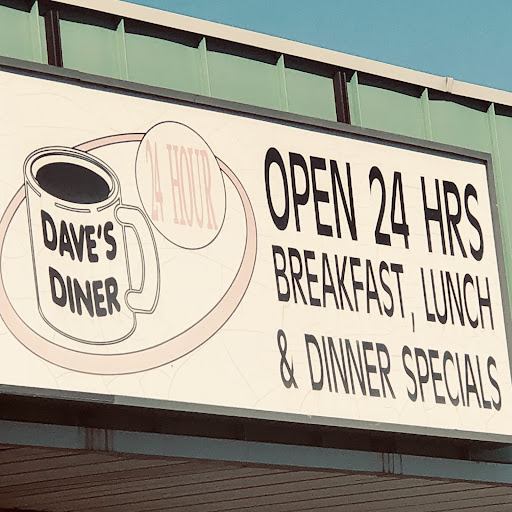 24 HOUR
DAVE'S
DINER
OPEN 24 HRS
BREAKFAST, LUNCH
& DINNER SPECIALS